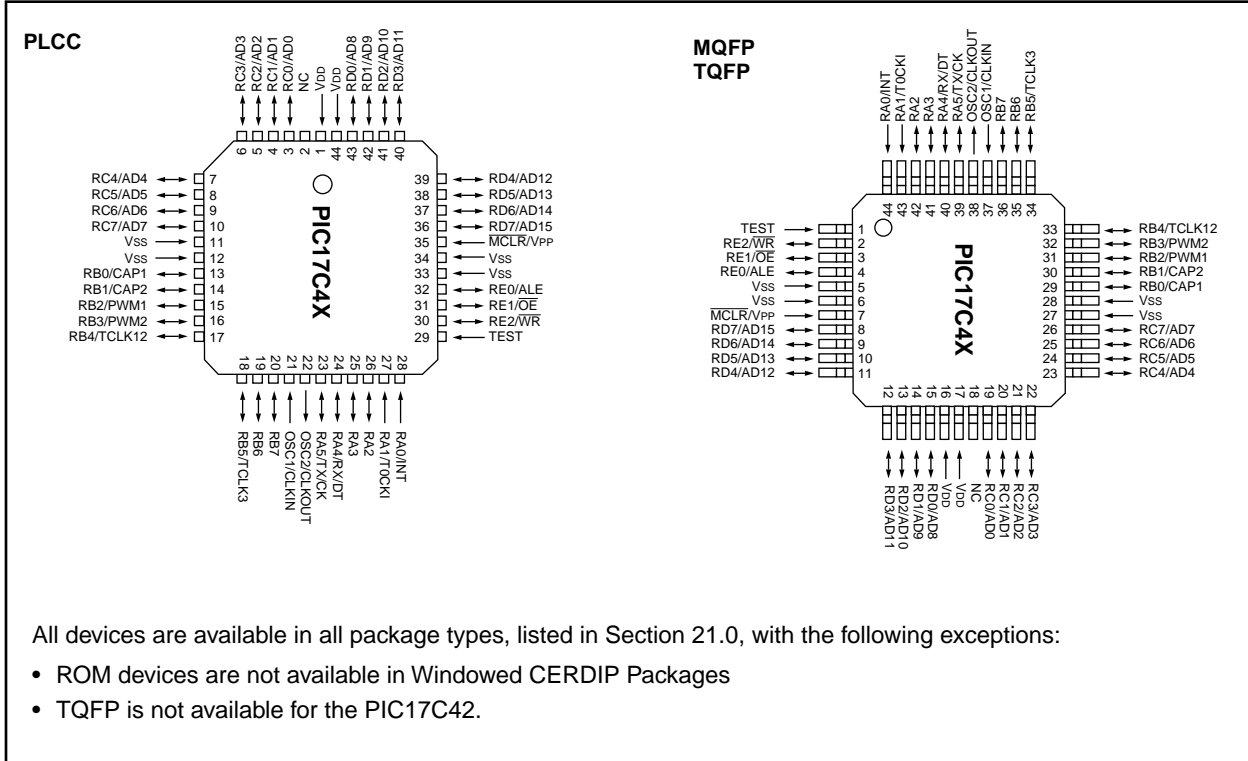 PLCC
RC3/AD3
RC2/AD2
RC1/AD1
RC0/AD0
NC
VDD
VDD
RD0/AD8
RD1/AD9
RD2/AD10
RD3/AD11
6
5
4
3
2
1
44
43
42
41
40
RC4/AD4 7
RC5/AD5 8
RC6/AD6 9
RC7/AD7 10
VSS 11
VSS 12
RB0/CAP1 13
RB1/CAP2 14
RB2/PWM1 15
RB3/PWM2 16
RB4/TCLK12 17
PIC17C4X
39 RD4/AD12
38 RD5/AD13
37 RD6/AD14
36 RD7/AD15
35 MCLR/VPP
34 VSS
33 VSS
32 RE0/ALE
31 RE1/OE
30 RE2/WR
29 TEST
18
19
20
21
22
23
24
25
26
27
28
RB5/TCLK3
RB6
RB7
OSC1/CLKIN
OSC2/CLKOUT
RA5/TX/CK
RA4/RX/DT
RA3
RA2
RA1/T0CKI
RA0/INT
MQFP
TQFP
RA0/INT
RA1/T0CKI
RA2
RA3
RA4/RX/DT
RA5/TX/CK
OSC2/CLKOUT
OSC1/CLKIN
RB7
RB6
RB5/TCLK3
44
43
42
41
40
39
38
37
36
35
34
TEST 1
RE2/WR 2
RE1/OE 3
RE0/ALE 4
VSS 5
VSS 6
MCLR/VPP 7
RD7/AD15 8
RD6/AD14 9
RD5/AD13 10
RD4/AD12 11
PIC17C4X
33 RB4/TCLK12
32 RB3/PWM2
31 RB2/PWM1
30 RB1/CAP2
29 RB0/CAP1
28 VSS
27 VSS
26 RC7/AD7
25 RC6/AD6
24 RC5/AD5
23 RC4/AD4
12
13
14
15
16
17
18
19
20
21
22
RD3/AD11
RD2/AD10
RD1/AD9
RD0/AD8
VDD
VDD
NC
RC0/AD0
RC1/AD1
RC2/AD2
RC3/AD3
All devices are available in all package types, listed in Section 21.0, with the following exceptions:
• ROM devices are not available in Windowed CERDIP Packages
• TQFP is not available for the PIC17C42.